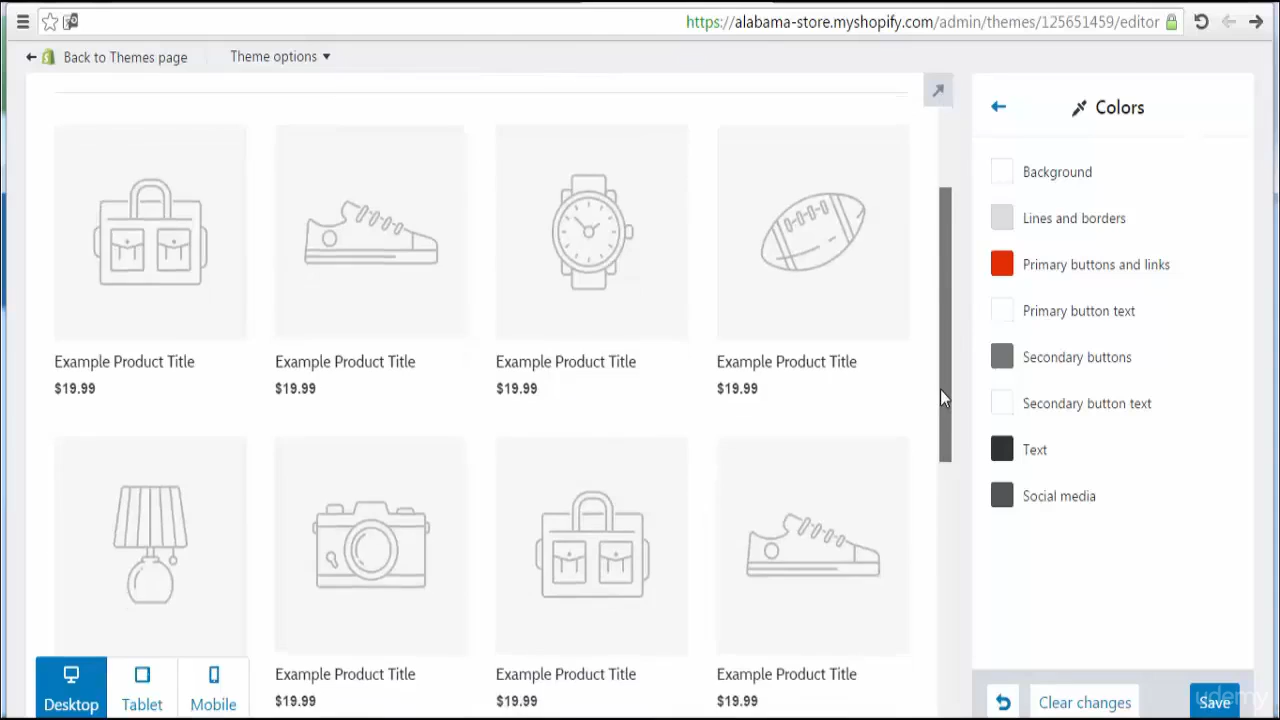 https://alabama-store.myshopify.com/admin/themes/125651459/editor
Back to Themes page
Theme options
Colors
Background
Lines and borders
Primary buttons and links
Primary button text
Secondary buttons
Secondary button text
Text
Social media
Example Product Title
$19.99
Example Product Title
$19.99
Example Product Title
$19.99
Example Product Title
$19.99
Example Product Title
$19.99
Example Product Title
$19.99
Example Product Title
$19.99
Desktop
Tablet
Mobile
Clear changes
Save
udemy